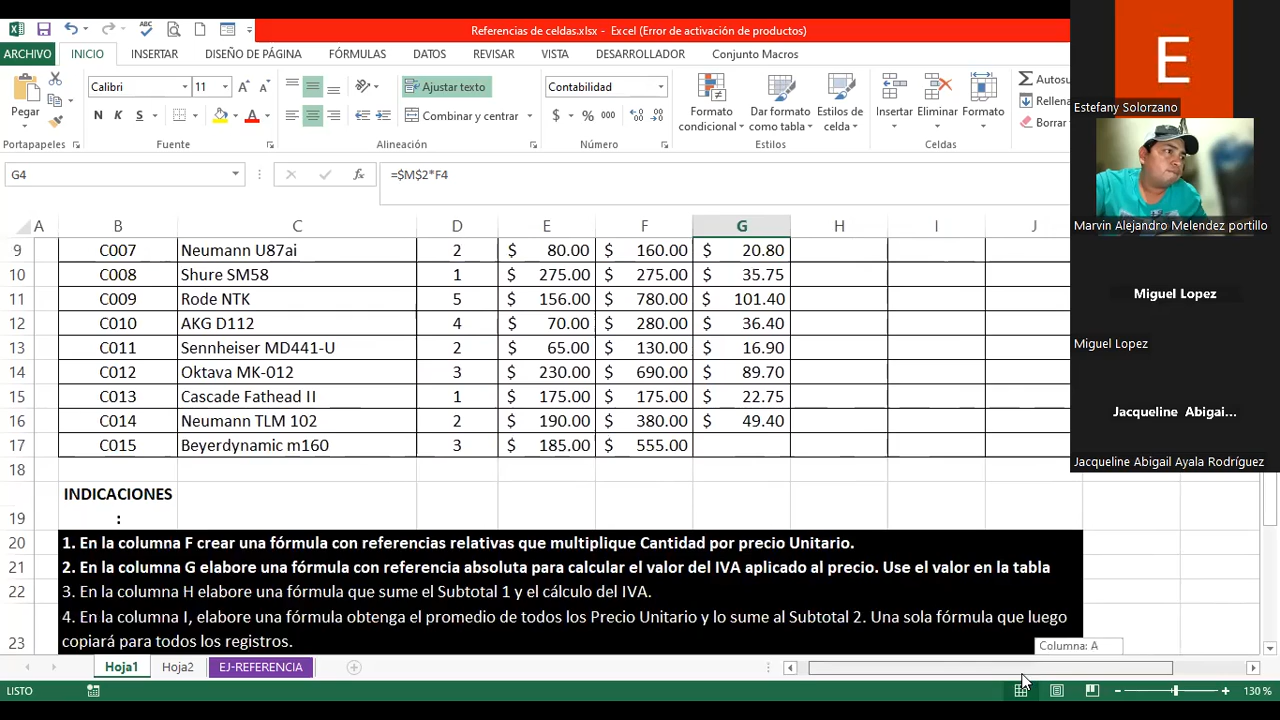 Referencias de celdas.xlsx - Excel (Error de activación de productos)
ARCHIVO INICIO INSERTAR DISEÑO DE PÁGINA FÓRMULAS DATOS REVISAR VISTA DESARROLLADOR Conjunto Macros
Pegar
Calibri 11
N K S
Ajustar texto
Combinar y centrar
Contabilidad
$ % 000
Formato condicional
Dar formato como tabla
Estilos de celda
Insertar Eliminar Formato
Autosu
Rellena
Borrar
Portapapeles Fuente Alineación Número Estilos Celdas
G4 =$M$2*F4
A B C D E F G H I J
9 C007 Neumann U87ai 2 $ 80.00 $ 160.00 $ 20.80
10 C008 Shure SM58 1 $ 275.00 $ 275.00 $ 35.75
11 C009 Rode NTK 5 $ 156.00 $ 780.00 $ 101.40
12 C010 AKG D112 4 $ 70.00 $ 280.00 $ 36.40
13 C011 Sennheiser MD441-U 2 $ 65.00 $ 130.00 $ 16.90
14 C012 Oktava MK-012 3 $ 230.00 $ 690.00 $ 89.70
15 C013 Cascade Fathead II 1 $ 175.00 $ 175.00 $ 22.75
16 C014 Neumann TLM 102 2 $ 190.00 $ 380.00 $ 49.40
17 C015 Beyerdynamic m160 3 $ 185.00 $ 555.00
18
INDICACIONES
19 :
20 1. En la columna F crear una fórmula con referencias relativas que multiplique Cantidad por precio Unitario.
21 2. En la columna G elabore una fórmula con referencia absoluta para calcular el valor del IVA aplicado al precio. Use el valor en la tabla
22 3. En la columna H elabore una fórmula que sume el Subtotal 1 y el cálculo del IVA.
4. En la columna I, elabore una fórmula obtenga el promedio de todos los Precio Unitario y lo sume al Subtotal 2. Una sola fórmula que luego
23 copiará para todos los registros.
Columna: A
Hoja1 Hoja2 EJ-REFERENCIA
LISTO 130 %
E
Estefany Solorzano
Marvin Alejandro Melendez portillo
Miguel Lopez
Miguel Lopez
Jacqueline Abigai...
Jacqueline Abigail Ayala Rodríguez